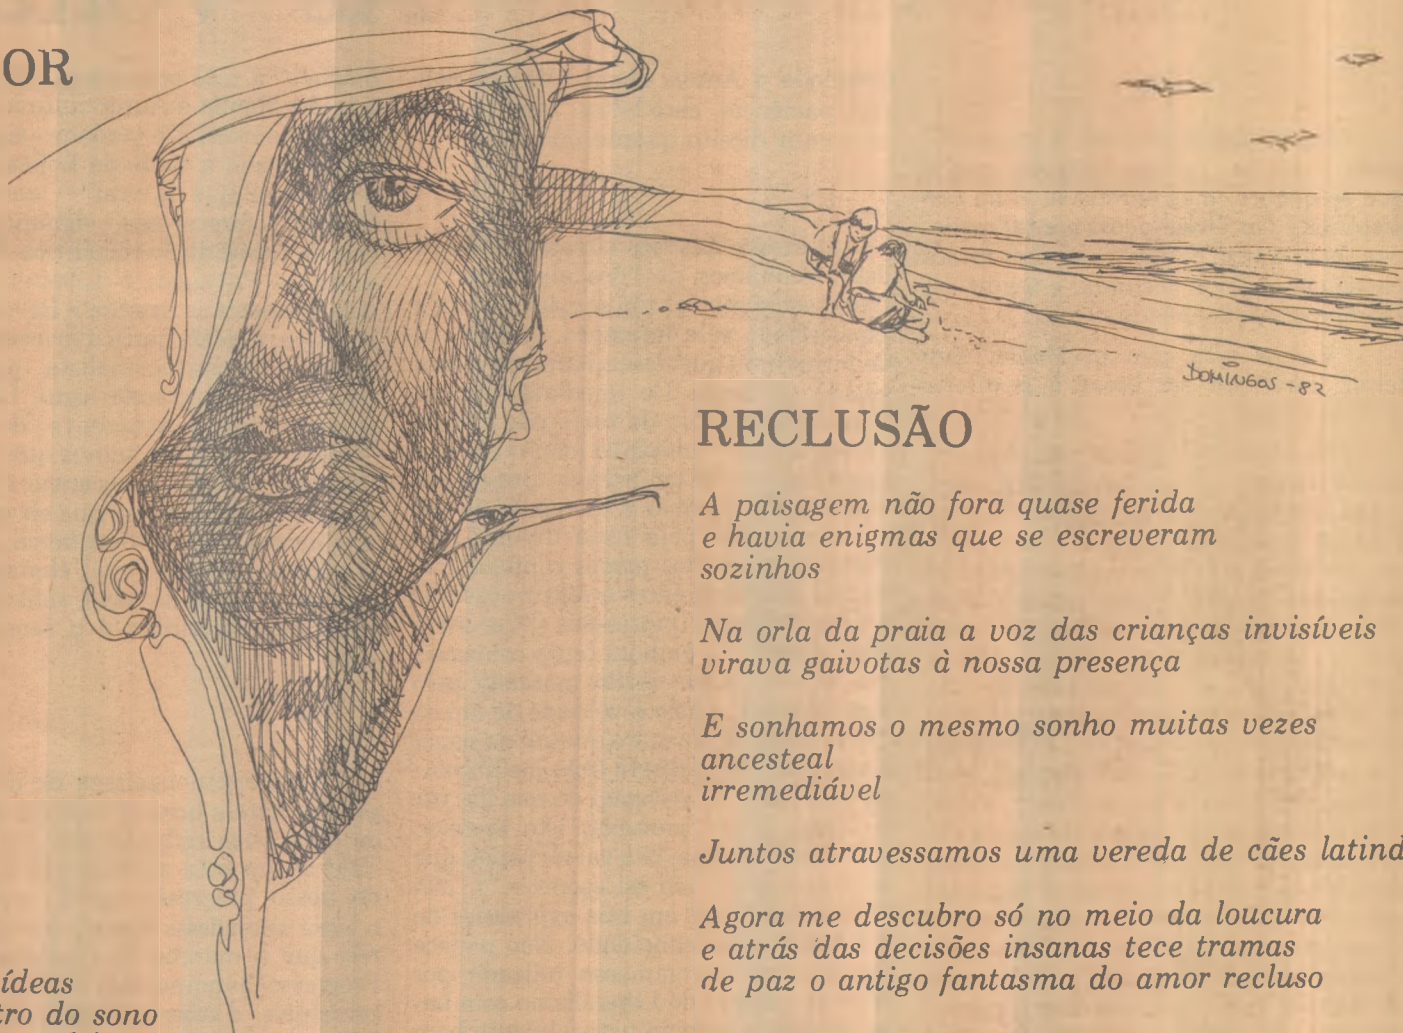 OR
DOMINGOS - 82
RECLUSÃO
A paisagem não fora quase ferida
e havia enigmas que se escreveram
sozinhos
Na orla da praia a voz das crianças invisíveis
virava gaivotas à nossa presença
E sonhamos o mesmo sonho muitas vezes
ancesteal
irremediável
Juntos atravessamos uma vereda de cães latind
Agora me descubro só no meio da loucura
e atrás das decisões insanas tece tramas
de paz o antigo fantasma do amor recluso
ídeas
tro do sono